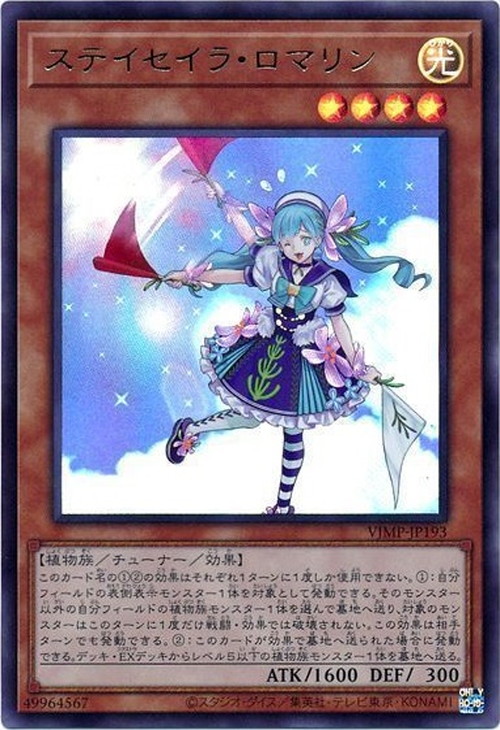 ステイセイラ・ロマリン
光
VJMP-JP193
【植物族／チューナー／効果】
このカード名の①②の効果はそれぞれ1ターンに1度しか使用できない。①：自分
フィールドの表側表示モンスター1体を対象として発動できる。そのモンスター
以外の自分フィールドの植物族モンスター1体を選んで墓地へ送り、対象のモン
スターはこのターンに1度だけ戦闘・効果では破壊されない。この効果は相手
ターンでも発動できる。②：このカードが効果で墓地へ送られた場合に発動
できる。デッキ・EXデッキからレベル5以下の植物族モンスター1体を墓地へ送る。
ATK/1600 DEF/ 300
49964567
©スタジオ・ダイス／集英社・テレビ東京・KONAMI